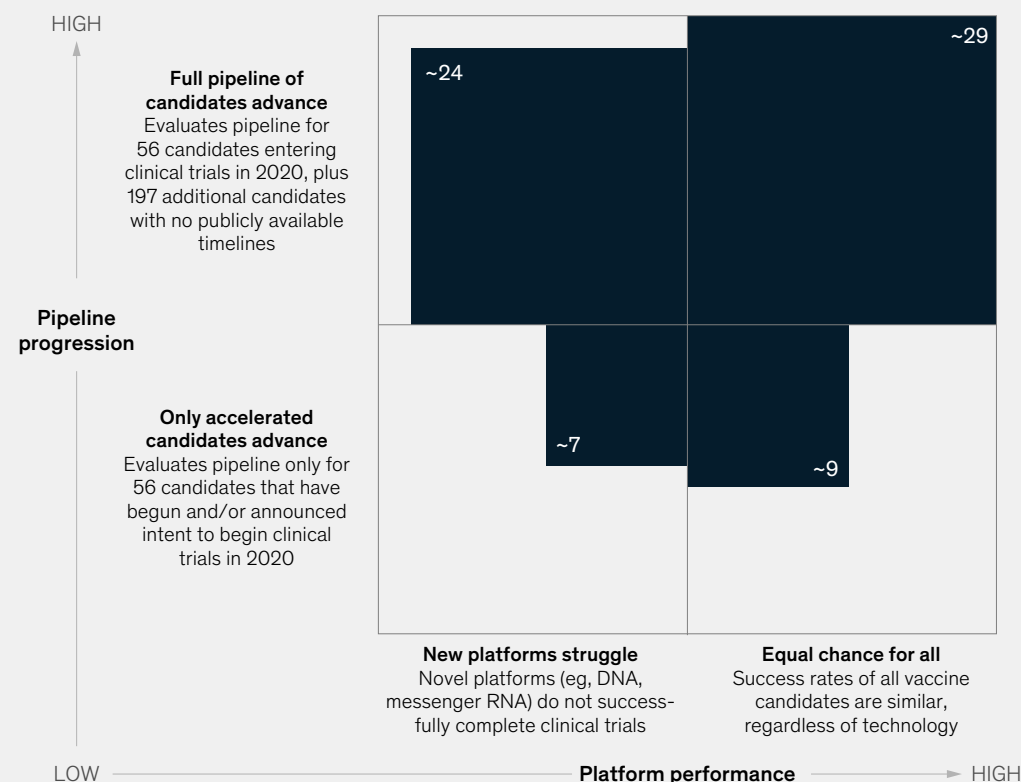 HIGH
Full pipeline of
candidates advance
Evaluates pipeline for
56 candidates entering
clinical trials in 2020, plus
197 additional candidates
with no publicly available
timelines
~24
~29
Pipeline
progression
Only accelerated
candidates advance
Evaluates pipeline only for
56 candidates that have
begun and/or announced
intent to begin clinical
trials in 2020
~7
~9
New platforms struggle
Novel platforms (eg, DNA,
messenger RNA) do not success-
fully complete clinical trials
Equal chance for all
Success rates of all vaccine
candidates are similar,
regardless of technology
LOW
Platform performance
HIGH